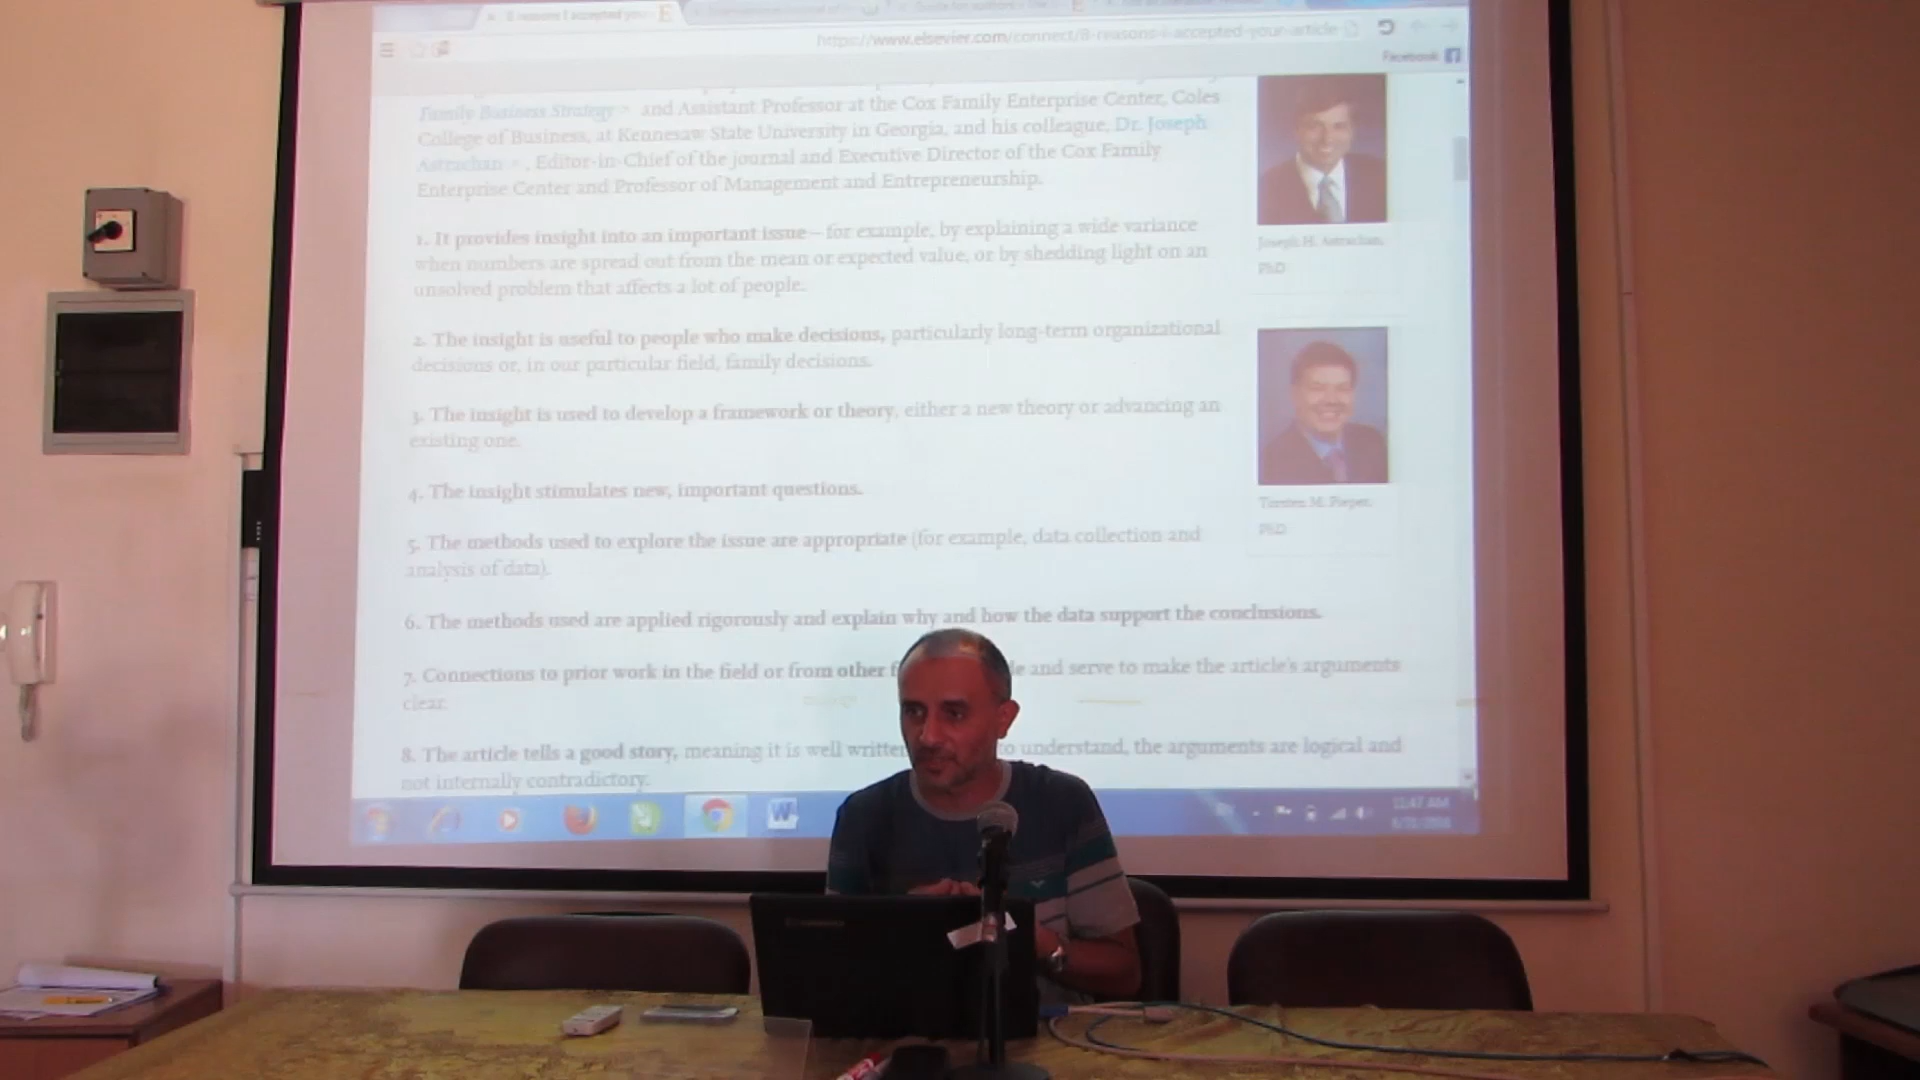 8 reasons I accepted your
https://www.elsevier.com/connect/8-reasons-i-accepted-your-article
Facebook
Family Business Strategy and Assistant Professor at the Cox Family Enterprise Center, Coles
College of Business, at Kennesaw State University in Georgia, and his colleague, Dr. Joseph
Astrachan, Editor-in-Chief of the journal and Executive Director of the Cox Family
Enterprise Center and Professor of Management and Entrepreneurship.
Joseph H. Astrachan,
PhD
1. It provides insight into an important issue – for example, by explaining a wide variance
when numbers are spread out from the mean or expected value, or by shedding light on an
unsolved problem that affects a lot of people.
2. The insight is useful to people who make decisions, particularly long-term organizational
decisions or, in our particular field, family decisions.
3. The insight is used to develop a framework or theory, either a new theory or advancing an
existing one.
4. The insight stimulates new, important questions.
Torsten M. Pieper,
PhD
5. The methods used to explore the issue are appropriate (for example, data collection and
analysis of data).
6. The methods used are applied rigorously and explain why and how the data support the conclusions.
7. Connections to prior work in the field or from other and serve to make the article's arguments
clear.
8. The article tells a good story, meaning it is well written to understand, the arguments are logical and
not internally contradictory.
11:47 AM